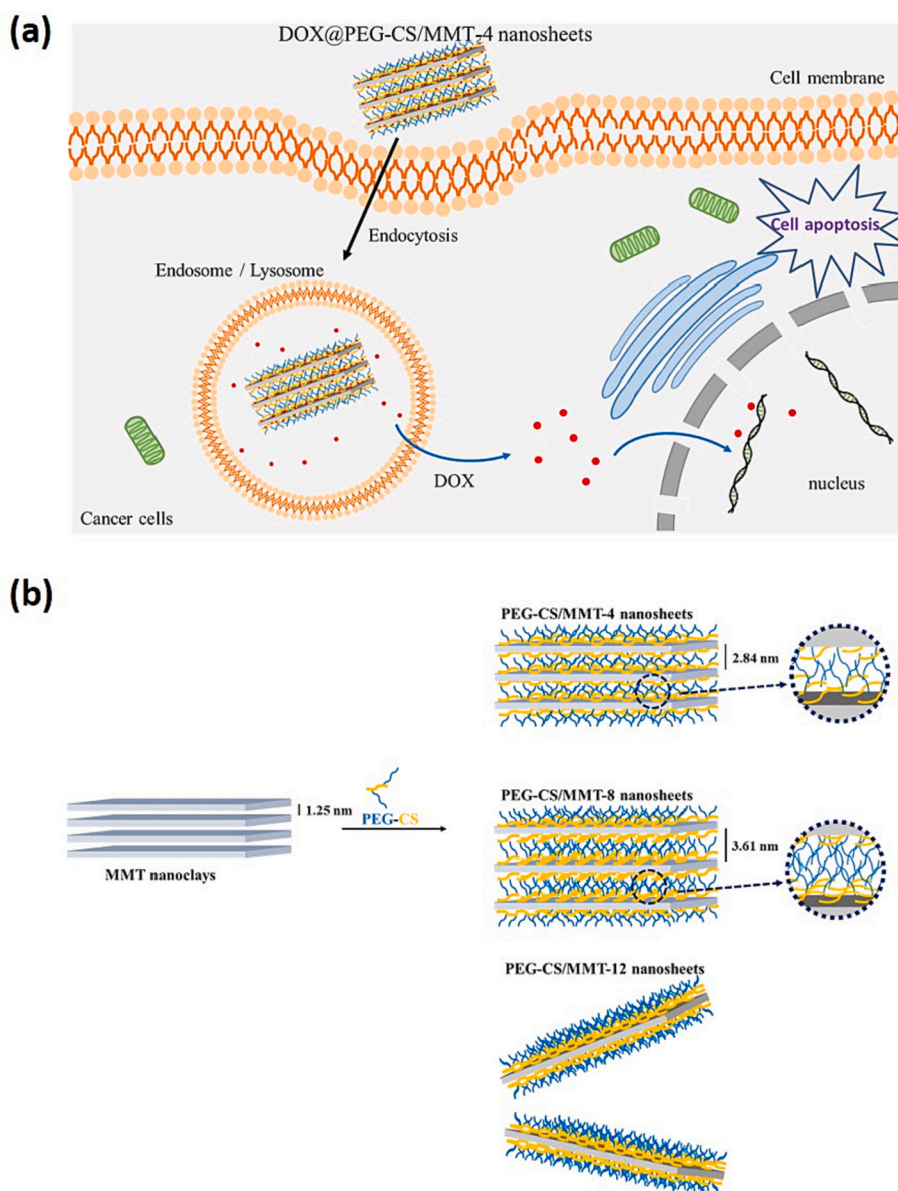 (a)
DOX@PEG-CS/MMT-4 nanosheets
Cell membrane
Cell apoptosis
Endocytosis
Endosome / Lysosome
DOX
nucleus
Cancer cells
(b)
PEG-CS/MMT-4 nanosheets
2.84 nm
PEG-CS/MMT-8 nanosheets
1.25 nm
PEG-CS
3.61 nm
MMT nanoclays
PEG-CS/MMT-12 nanosheets